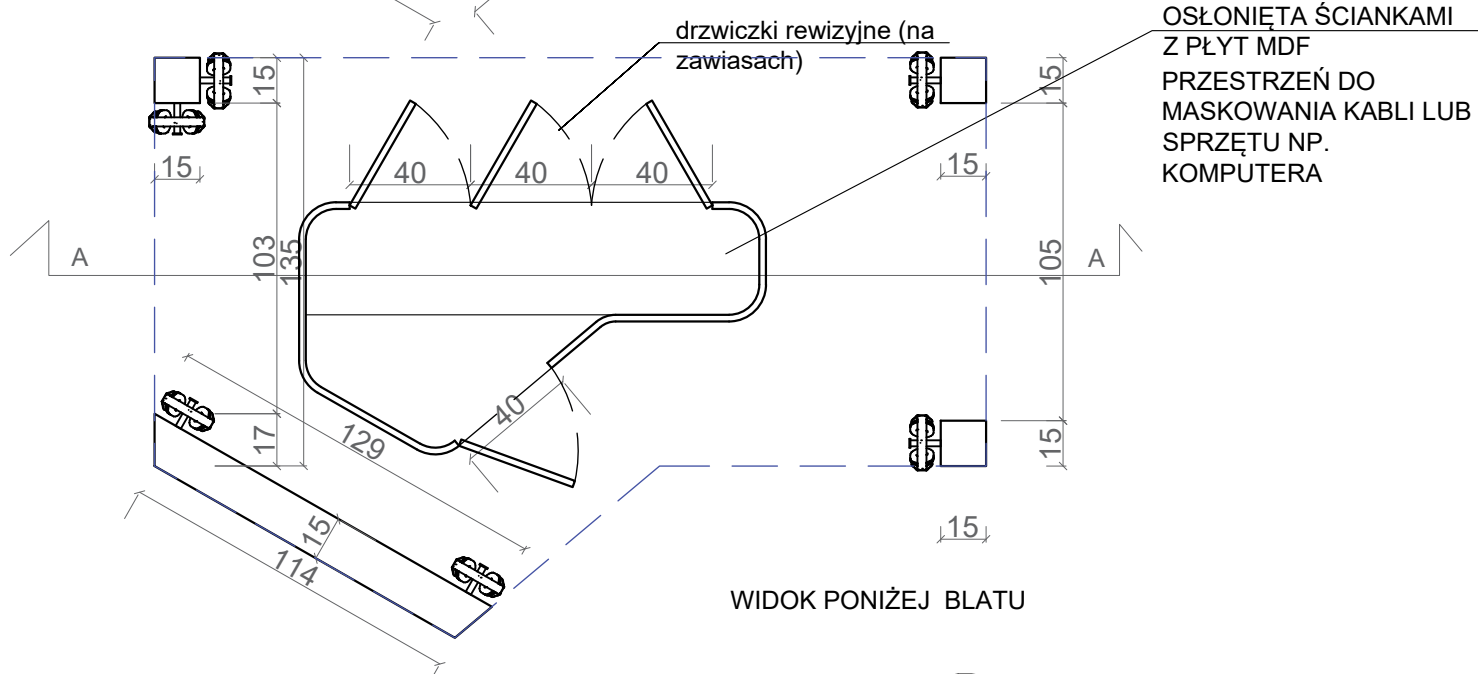 drzwiczki rewizyjne (na
zawiasach)
OSŁONIĘTA ŚCIANKAMI
Z PŁYT MDF
PRZESTRZEŃ DO
MASKOWANIA KABLI LUB
SPRZĘTU NP.
KOMPUTERA
15
15
15
40
40
40
15
A
103
135
105
A
17
129
40
15
15
114
15
WIDOK PONIŻEJ BLATU